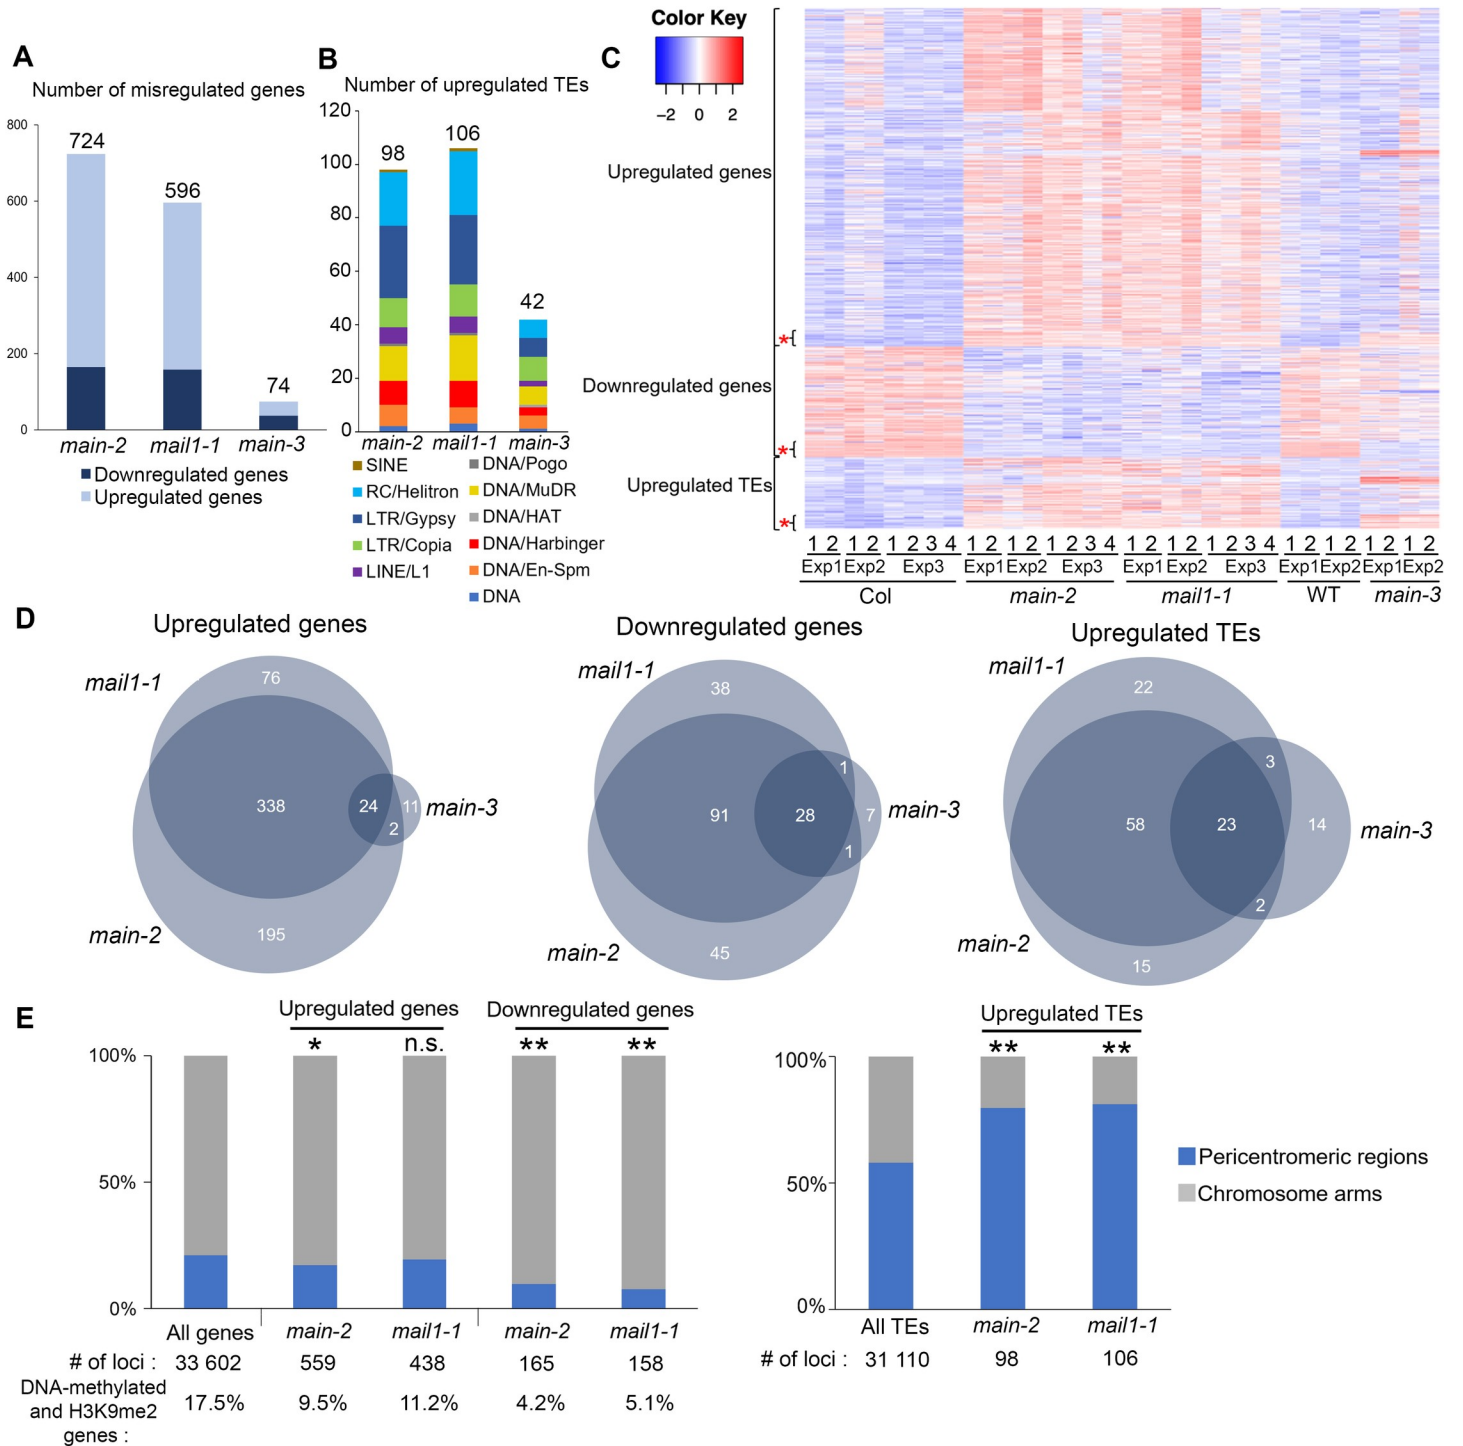 A
Number of misregulated genes
800
600
400
200
0
724
596
74
main-2
mail1-1
main-3
Downregulated genes
Upregulated genes
B
Number of upregulated TEs
120
100
80
60
40
20
0
98
106
42
main-2
mail1-1
main-3
SINE
RC/Helitron
LTR/Gypsy
LTR/Copia
LINE/L1
DNA/Pogo
DNA/MuDR
DNA/HAT
DNA/Harbinger
DNA/En-Spm
DNA
C
Color Key
−2 0 2
Upregulated genes
*
Downregulated genes
*
Upregulated TEs
*
1 2 1 2 1 2 3 4 1 2 1 2 1 2 3 4 1 2 1 2 1 2 3 4 1 2 1 2 1 2 1 2
Exp1 Exp2 Exp3 Exp1 Exp2 Exp3 Exp1 Exp2 Exp3 Exp1 Exp2 Exp1 Exp2
Col main-2 mail1-1 WT main-3
D
Upregulated genes
mail1-1
76
338
24
11
2
main-3
main-2
195
Downregulated genes
mail1-1
38
1
91
28
7
1
main-3
main-2
45
Upregulated TEs
mail1-1
22
3
58
23
14
2
main-3
main-2
15
E
Upregulated genes
Downregulated genes
* n.s. ** **
100%
50%
0%
All genes main-2 mail1-1 main-2 mail1-1
# of loci : 33 602 559 438 165 158
DNA-methylated
and H3K9me2
genes :
17.5% 9.5% 11.2% 4.2% 5.1%
Upregulated TEs
** **
100%
50%
0%
All TEs main-2 mail1-1
# of loci : 31 110 98 106
Pericentromeric regions
Chromosome arms